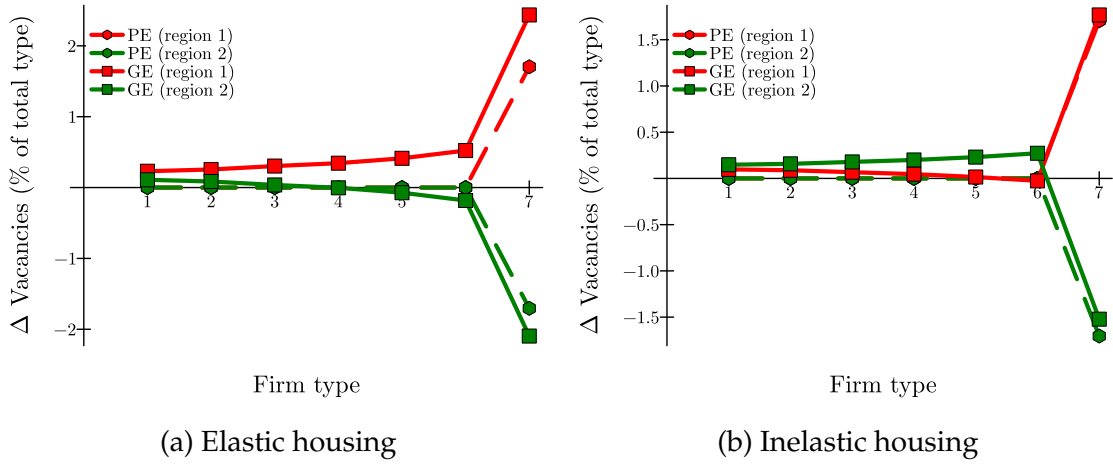 Δ Vacancies (% of total type)
2
1
−1
−2
PE (region 1)
PE (region 2)
GE (region 1)
GE (region 2)
1 2 3 4 5 7
Firm type
(a) Elastic housing
Δ Vacancies (% of total type)
1.5
1.0
0.5
−0.5
−1.0
−1.5
PE (region 1)
PE (region 2)
GE (region 1)
GE (region 2)
1 2 3 4 5 6 7
Firm type
(b) Inelastic housing